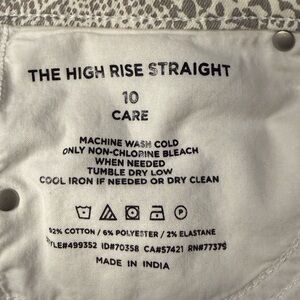 THE HIGH RISE STRAIGHT
10
CARE
MACHINE WASH COLD
ONLY NON-CHLORINE BLEACH
WHEN NEEDED
TUMBLE DRY LOW
COOL IRON IF NEEDED OR DRY CLEAN
P
92% COTTON / 6% POLYESTER / 2% ELASTANE
STYLE#499352 ID#70358 CA#57421 RN#77379
MADE IN INDIA